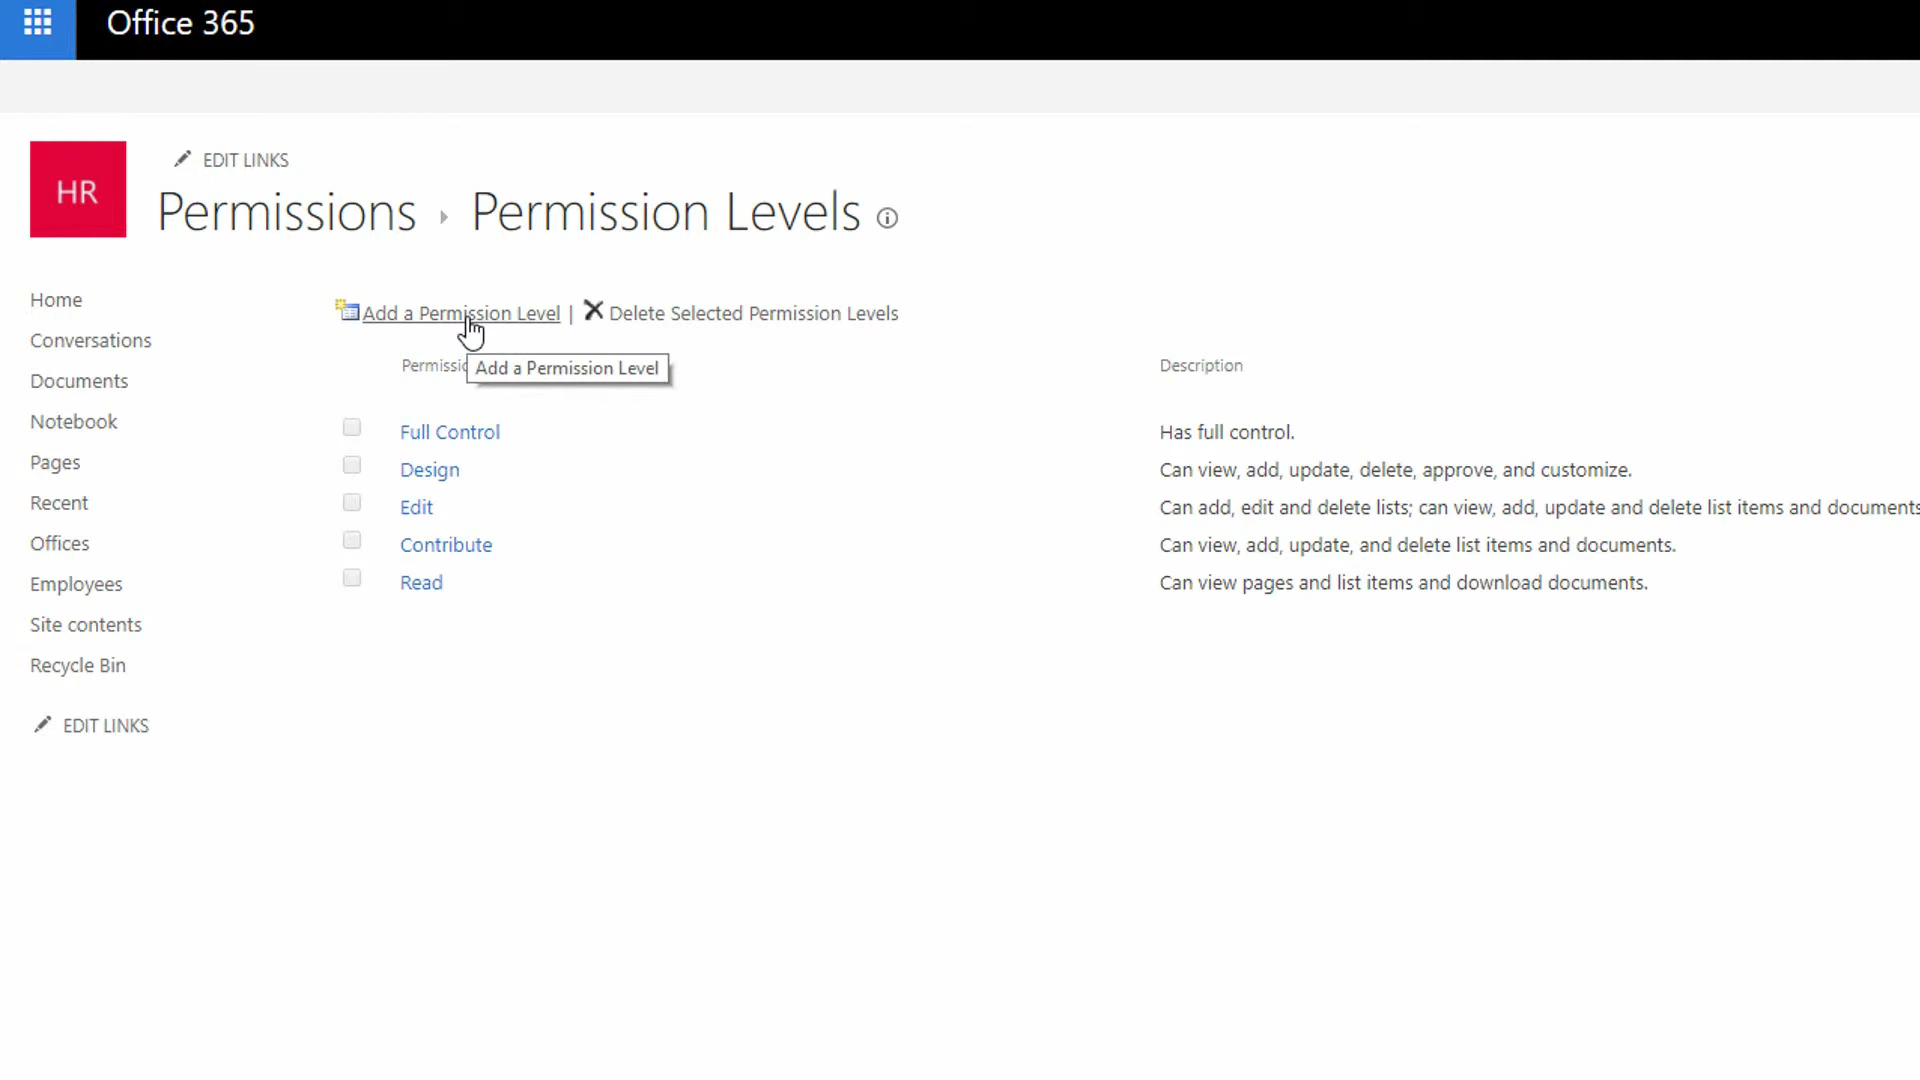 Office 365
EDIT LINKS
HR
Permissions Permission Levels
Home
Conversations
Documents
Notebook
Pages
Recent
Offices
Employees
Site contents
Recycle Bin
EDIT LINKS
Add a Permission Level | Delete Selected Permission Levels
Add a Permission Level
Description
Full Control Has full control.
Design Can view, add, update, delete, approve, and customize.
Edit Can add, edit and delete lists; can view, add, update and delete list items and documents
Contribute Can view, add, update, and delete list items and documents.
Read Can view pages and list items and download documents.